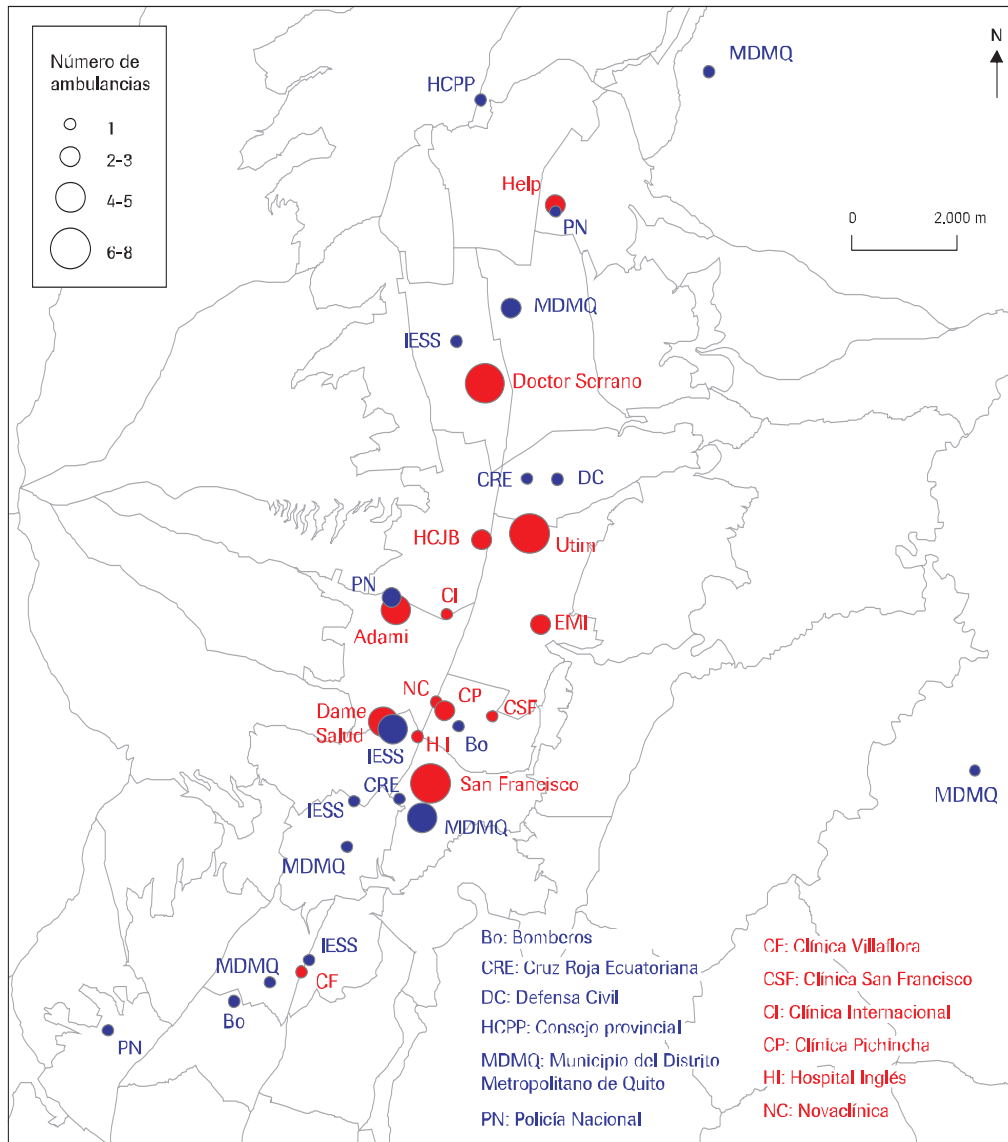 Número de
ambulancias
1
2-3
4-5
6-8
N
0 2.000 m
MDMQ
HCPP
Help
PN
MDMQ
IESS
Doctor Serrano
CRE
DC
HCJB
Utim
PN
CI
Adami
EMI
NC
CP
CSF
Dame
Salud
HI
Bo
IESS
CRE
San Francisco
IESS
MDMQ
MDMQ
MDMQ
IESS
MDMQ
CF
Bo
PN
Bo: Bomberos
CRE: Cruz Roja Ecuatoriana
DC: Defensa Civil
HCPP: Consejo provincial
MDMQ: Municipio del Distrito
Metropolitano de Quito
PN: Policía Nacional
CF: Clínica Villaflora
CSF: Clínica San Francisco
CI: Clínica Internacional
CP: Clínica Pichincha
HI: Hospital Inglés
NC: Novaclínica